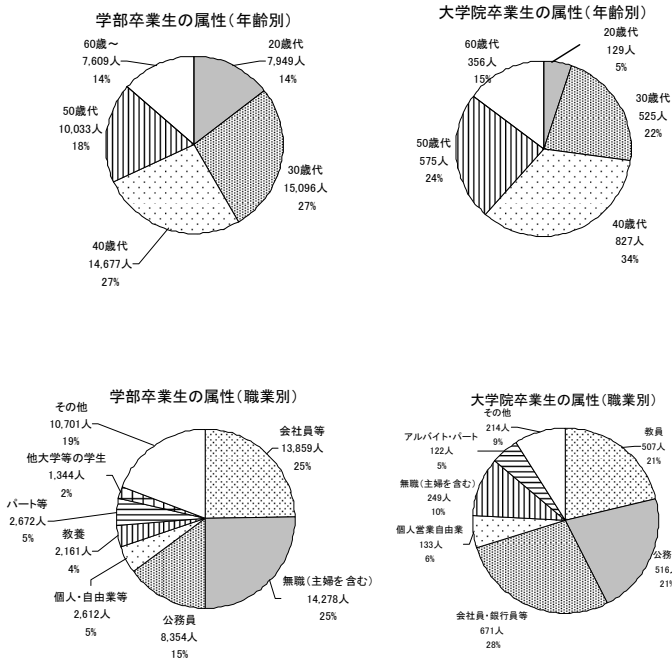 学部卒業生の属性(年齢別)
20歳代
7,949人
14%
30歳代
15,096人
27%
40歳代
14,677人
27%
50歳代
10,033人
18%
60歳～
7,609人
14%
大学院卒業生の属性(年齢別)
20歳代
129人
5%
30歳代
525人
22%
40歳代
827人
34%
50歳代
575人
24%
60歳代
356人
15%
学部卒業生の属性(職業別)
会社員等
13,859人
25%
無職(主婦を含む)
14,278人
25%
公務員
8,354人
15%
個人・自由業等
2,612人
5%
教養
2,161人
4%
パート等
2,672人
5%
他大学等の学生
1,344人
2%
その他
10,701人
19%
大学院卒業生の属性(職業別)
教員
507人
21%
公務
516
21%
会社員・銀行員等
671人
28%
個人営業自由業
133人
6%
無職(主婦を含む)
249人
10%
アルバイト・パート
122人
5%
その他
214人
9%